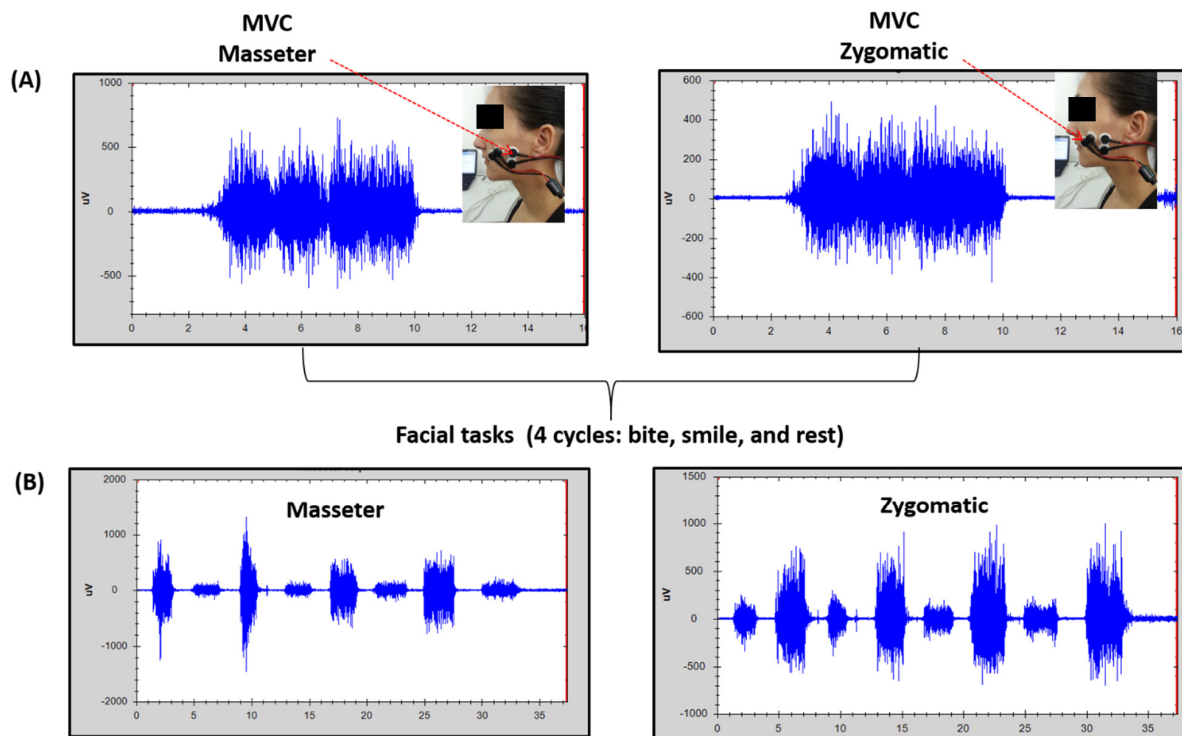 MVC
Masseter
MVC
Zygomatic
(A)
1000
500
0
-500
uV
0 2 4 6 8 10 12 14
600
400
200
0
-200
-400
-600
uV
0 2 4 6 8 10 12 14 16
Facial tasks (4 cycles: bite, smile, and rest)
(B)
Masseter
2000
1000
0
-1000
-2000
uV
0 5 10 15 20 25 30 35
Zygomatic
1500
1000
500
0
-500
-1000
uV
0 5 10 15 20 25 30 35